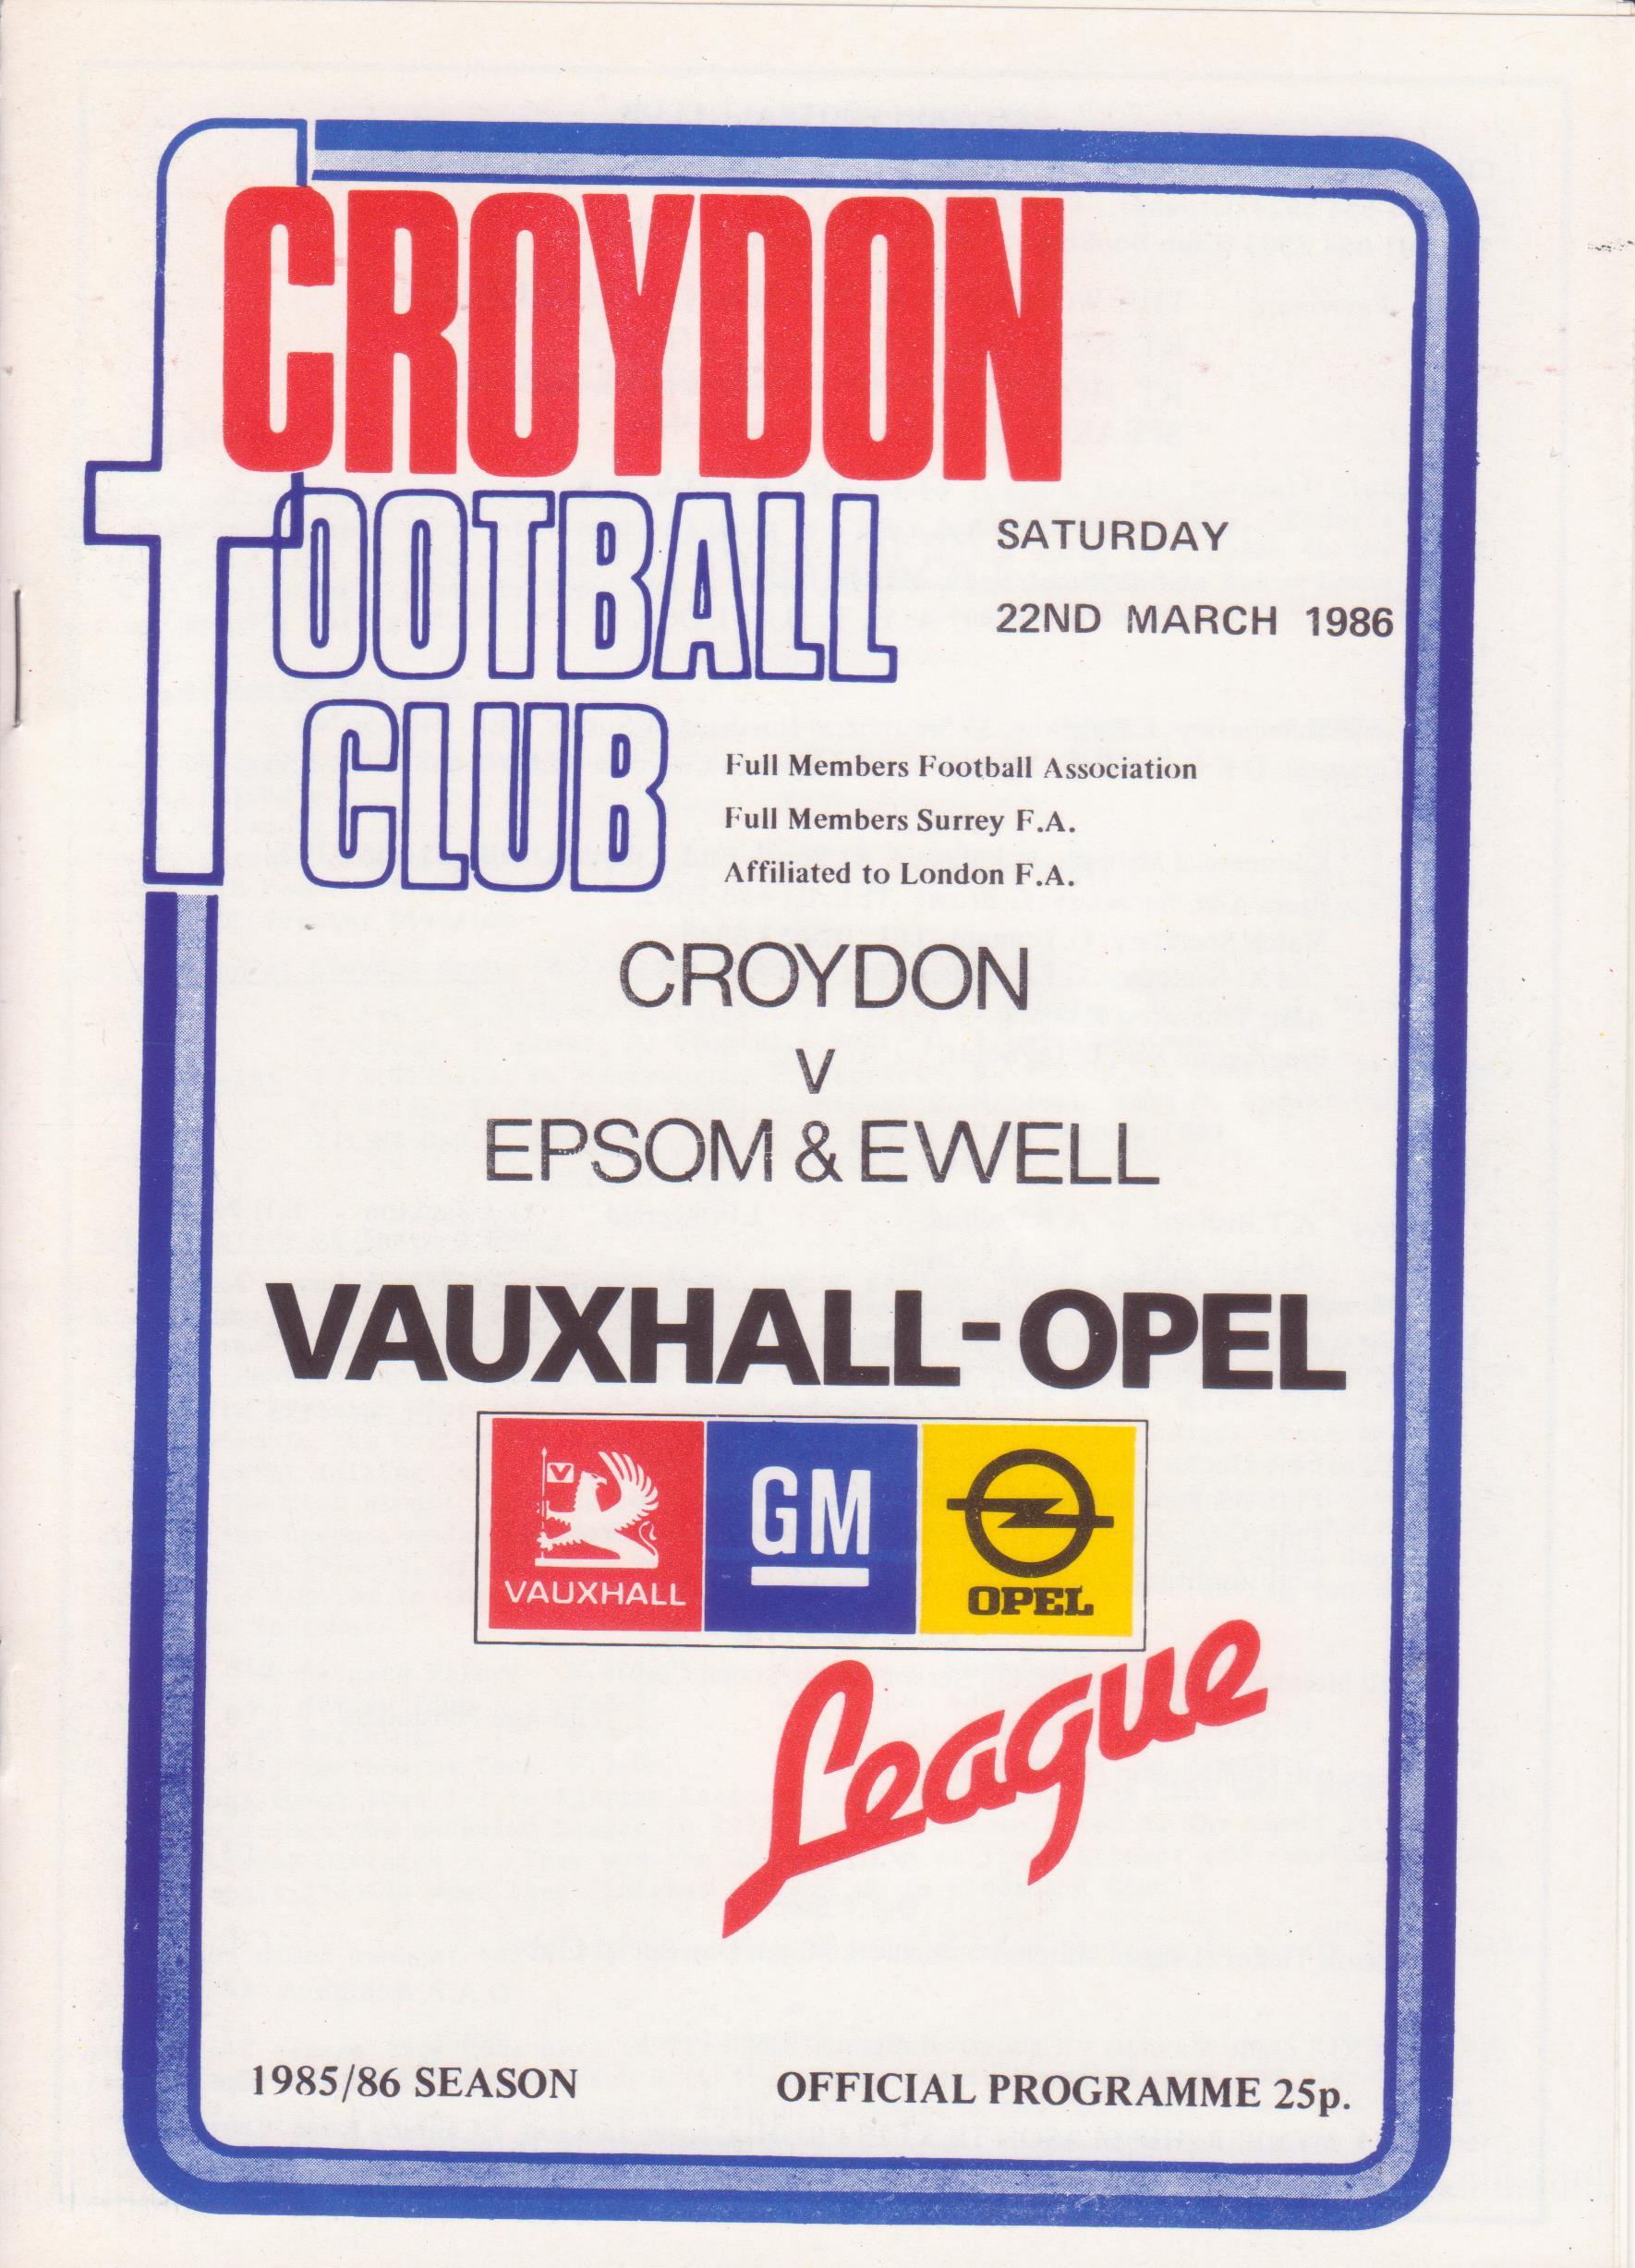 CROYDON
FOOTBALL
CLUB
SATURDAY
22ND MARCH 1986
Full Members Football Association
Full Members Surrey F.A.
Affiliated to London F.A.
CROYDON
V
EPSOM & EWELL
VAUXHALL-OPEL
V
VAUXHALL
GM
OPEL
League
1985/86 SEASON
OFFICIAL PROGRAMME 25p.